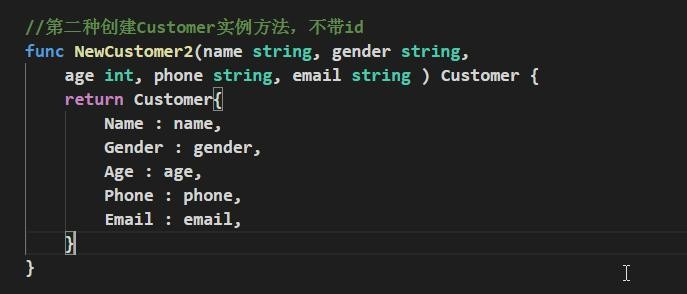 //第二种创建Customer实例方法，不带id
func NewCustomer2(name string, gender string,
age int, phone string, email string ) Customer {
return Customer{
Name : name,
Gender : gender,
Age : age,
Phone : phone,
Email : email,
}
}